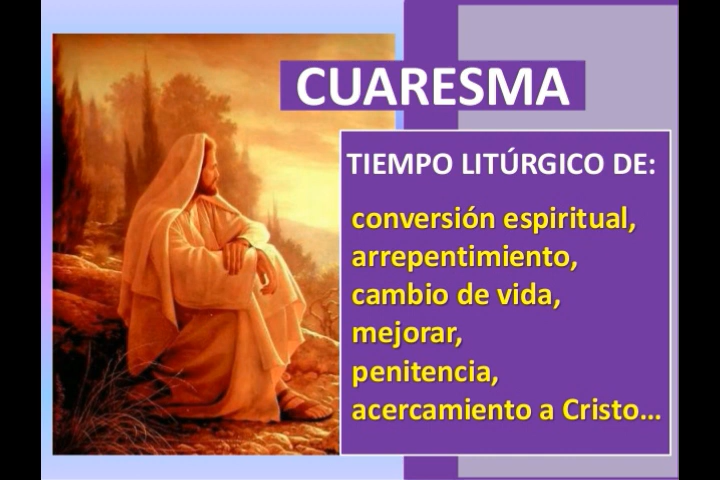 CUARESMA
TIEMPO LITÚRGICO DE:
conversión espiritual,
arrepentimiento,
cambio de vida,
mejorar,
penitencia,
acercamiento a Cristo...